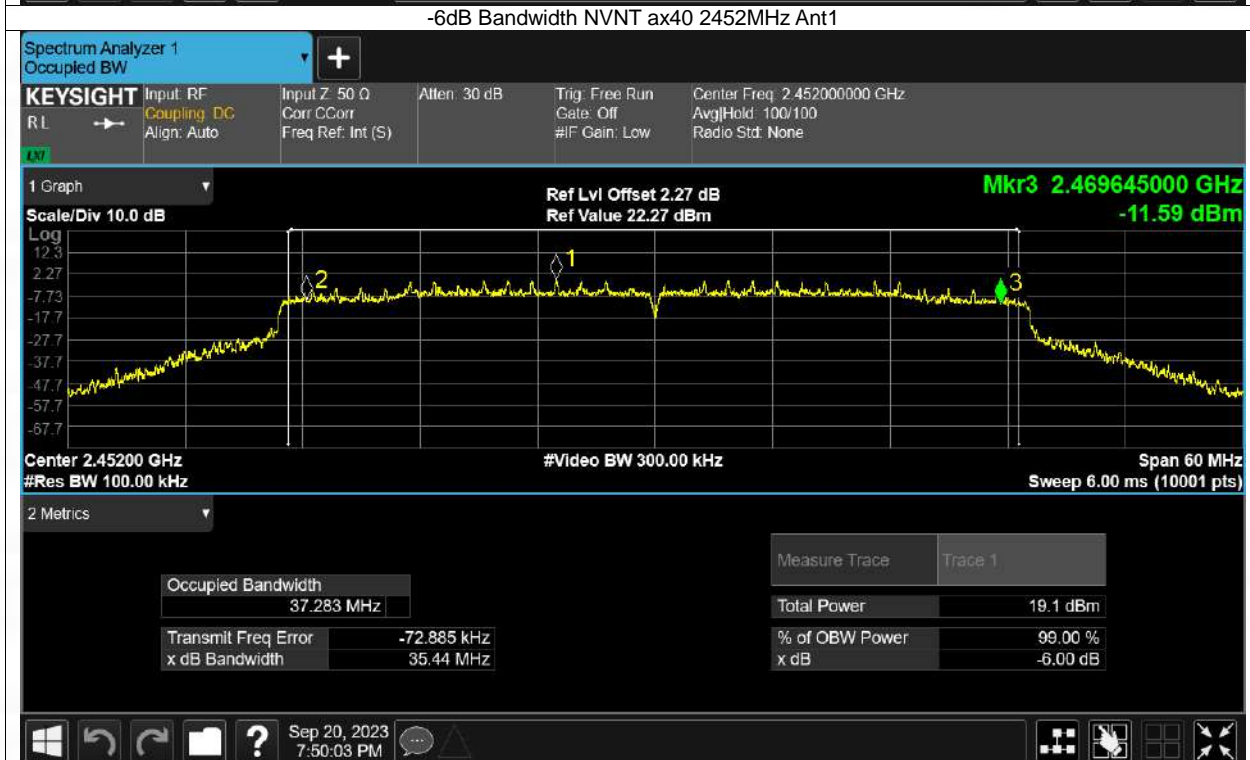 -6dB Bandwidth NVNT ax40 2452MHz Ant1
Spectrum Analyzer 1
Occupied BW
+
KEYSIGHT Input: RF Input Z: 50 Ω Atten: 30 dB Trig: Free Run Center Freq: 2.452000000 GHz
RL Coupling: DC Corr CCorr Gate: Off Avg|Hold: 100/100
Align: Auto Freq Ref: Int (S) #IF Gain: Low Radio Std: None
LXI
1 Graph
Scale/Div 10.0 dB
Ref Lvl Offset 2.27 dB
Ref Value 22.27 dBm
Mkr3 2.469645000 GHz
-11.59 dBm
Log
12.3
2.27
-7.73
-17.7
-27.7
-37.7
-47.7
-57.7
-67.7
2
1
3
Center 2.45200 GHz #Video BW 300.00 kHz Span 60 MHz
#Res BW 100.00 kHz Sweep 6.00 ms (10001 pts)
2 Metrics
Measure Trace Trace 1
Occupied Bandwidth
37.283 MHz
Total Power 19.1 dBm
Transmit Freq Error -72.885 kHz
% of OBW Power 99.00 %
x dB Bandwidth 35.44 MHz
x dB -6.00 dB
?
Sep 20, 2023
7:50:03 PM